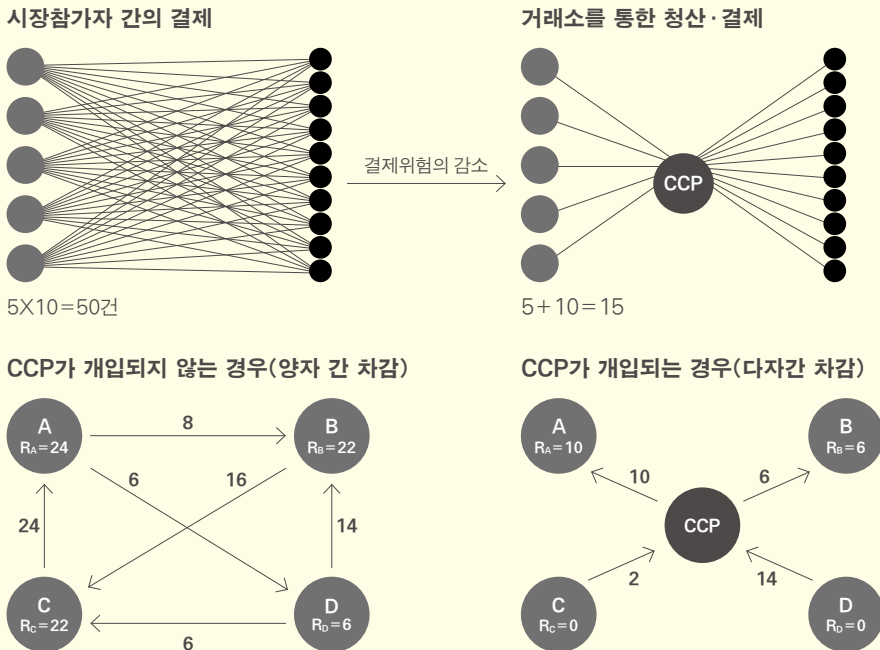 시장참가자 간의 결제
거래소를 통한 청산·결제
결제위험의 감소
CCP
5X10=50건
5+10=15
CCP가 개입되지 않는 경우(양자 간 차감)
CCP가 개입되는 경우(다자간 차감)
A
RA=24
8
B
RB=22
6
16
24
14
C
RC=22
D
RD=6
6
A
RA=10
B
RB=6
10
6
CCP
2
14
C
RC=0
D
RD=0